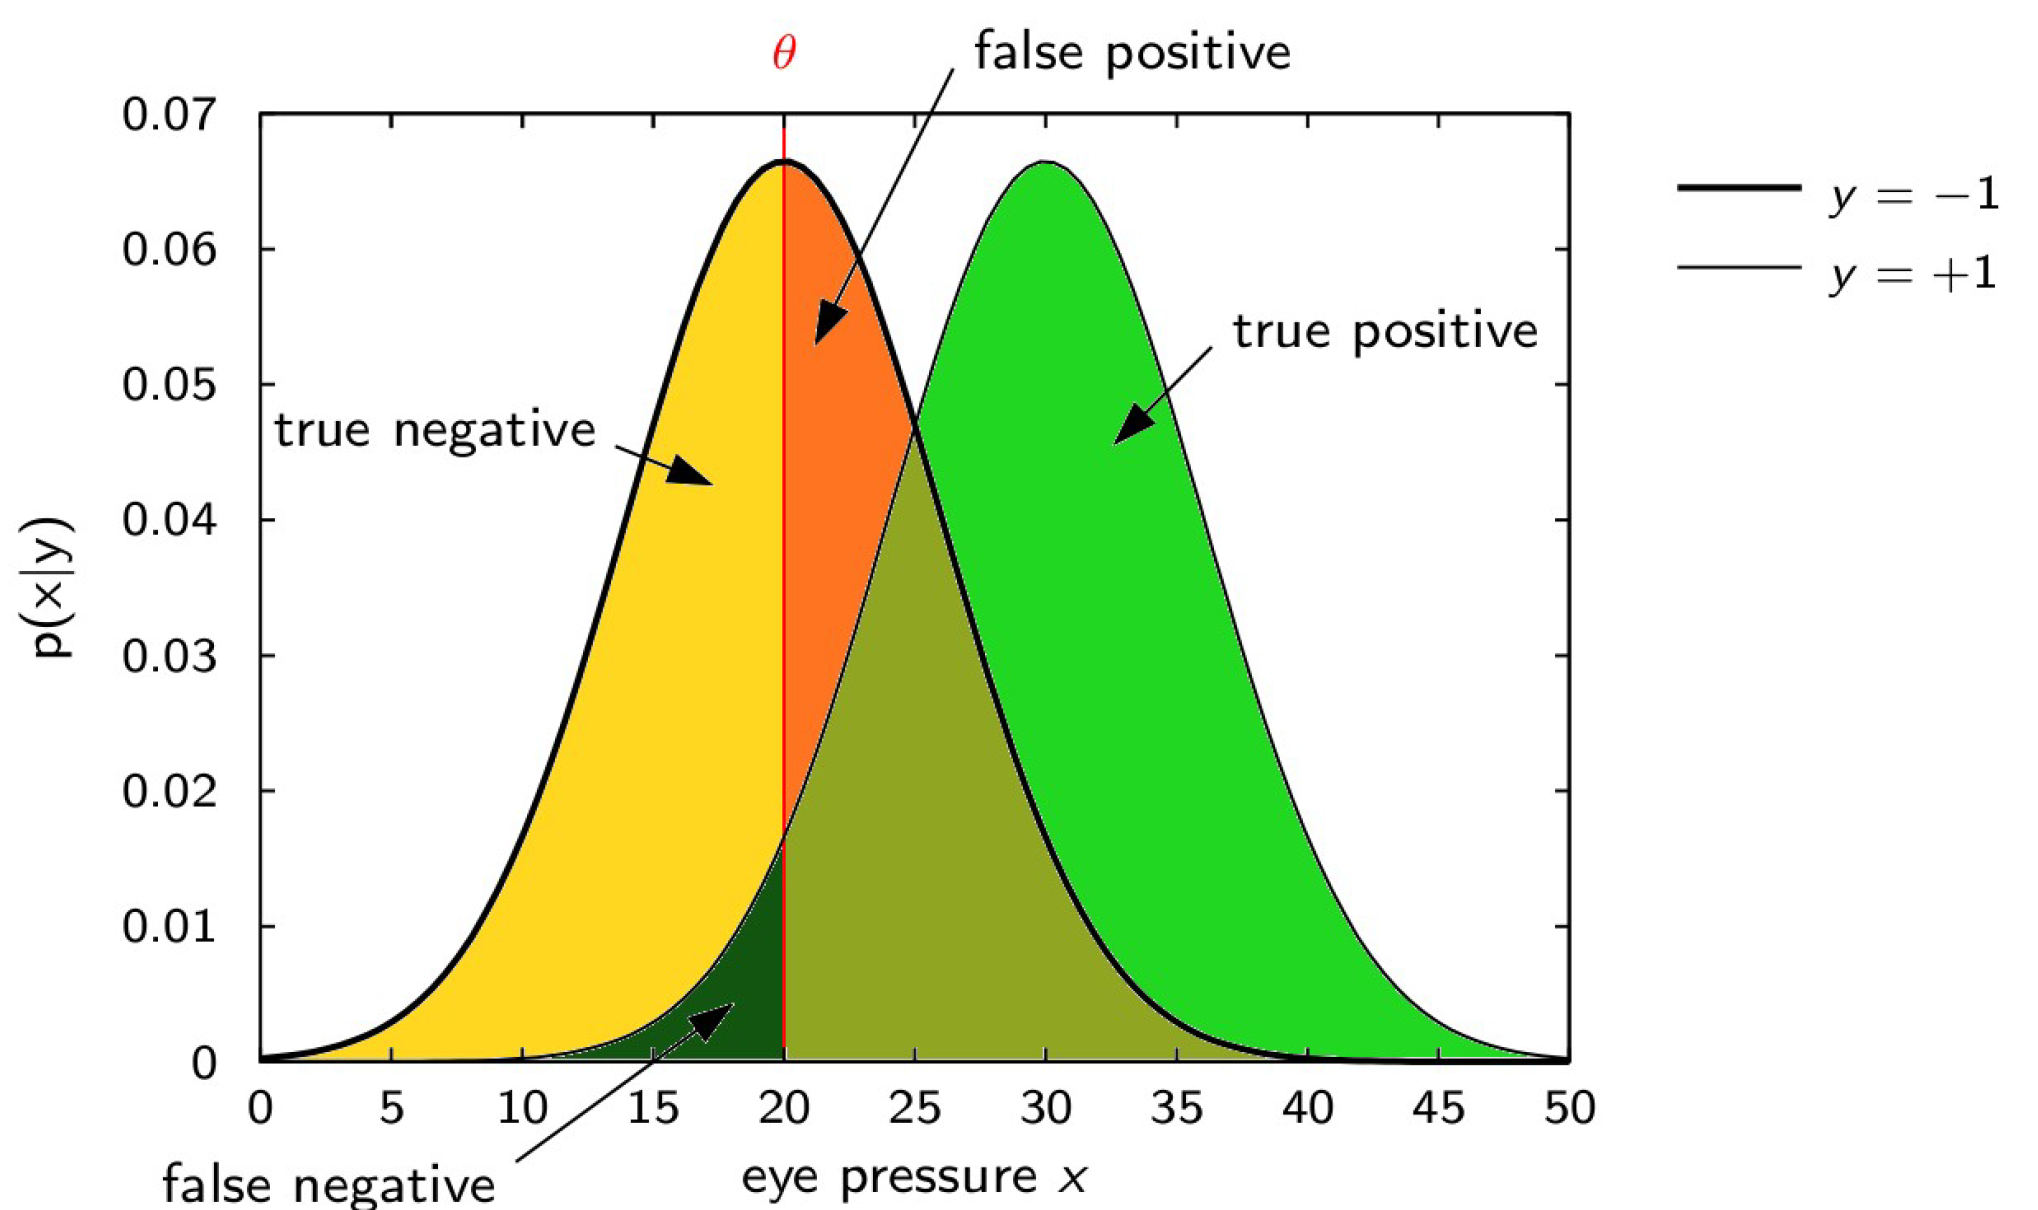 θ
false positive
0.07
0.06
0.05
0.04
0.03
0.02
0.01
0
p(x|y)
true negative
true positive
y = −1
y = +1
0 5 10 15 20 25 30 35 40 45 50
false negative
eye pressure x